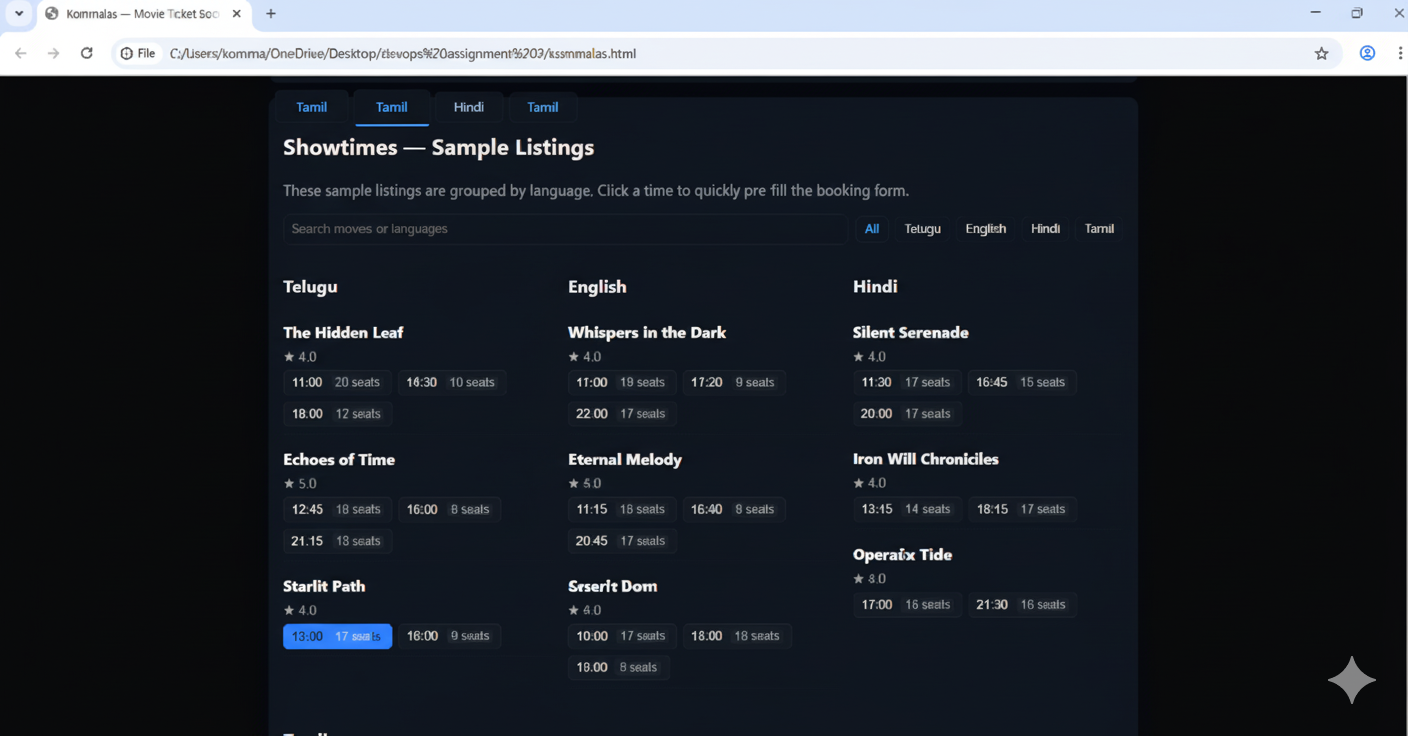 Kommalas — Movie Ticket Soc
File C:/Users/komma/OneDrive/Desktop/devops%20assignment%203/kssmmalas.html
Tamil Tamil Hindi Tamil
Showtimes — Sample Listings
These sample listings are grouped by language. Click a time to quickly pre fill the booking form.
Search moves or languages All Telugu English Hindi Tamil
Telugu English Hindi
The Hidden Leaf Whispers in the Dark Silent Serenade
★ 4.0 ★ 4.0 ★ 4.0
11:00 20 seats 16:30 10 seats 11:00 19 seats 17:20 9 seats 11:30 17 seats 16:45 15 seats
18.00 12 seats 22.00 17 seats 20:00 17 seats
Echoes of Time Eternal Melody Iron Will Chroniciles
★ 5.0 ★ 5.0 ★ 4.0
12:45 18 seats 16:00 8 seats 11:15 18 seats 16:40 8 seats 13:15 14 seats 18:15 17 seats
21.15 13 seats 20.45 17 seats
Operaix Tide
★ 8.0
Starlit Path Srserlt Dom
★ 4.0 ★ 6.0
17:00 16 seats 21:30 16 seats
13:00 17 seats 16:00 9 seats 10:00 17 seats 18:00 18 seats
19.00 8 seats